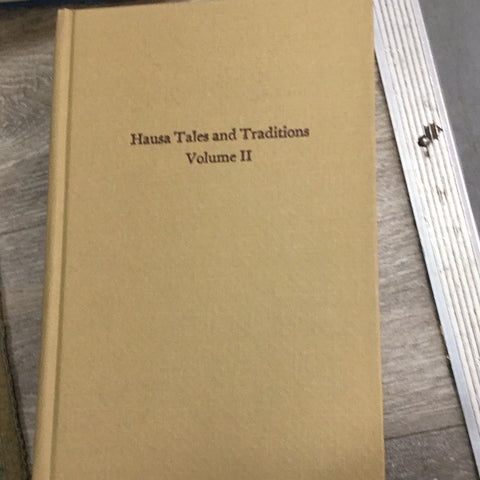 Hausa Tales and Traditions
Volume II